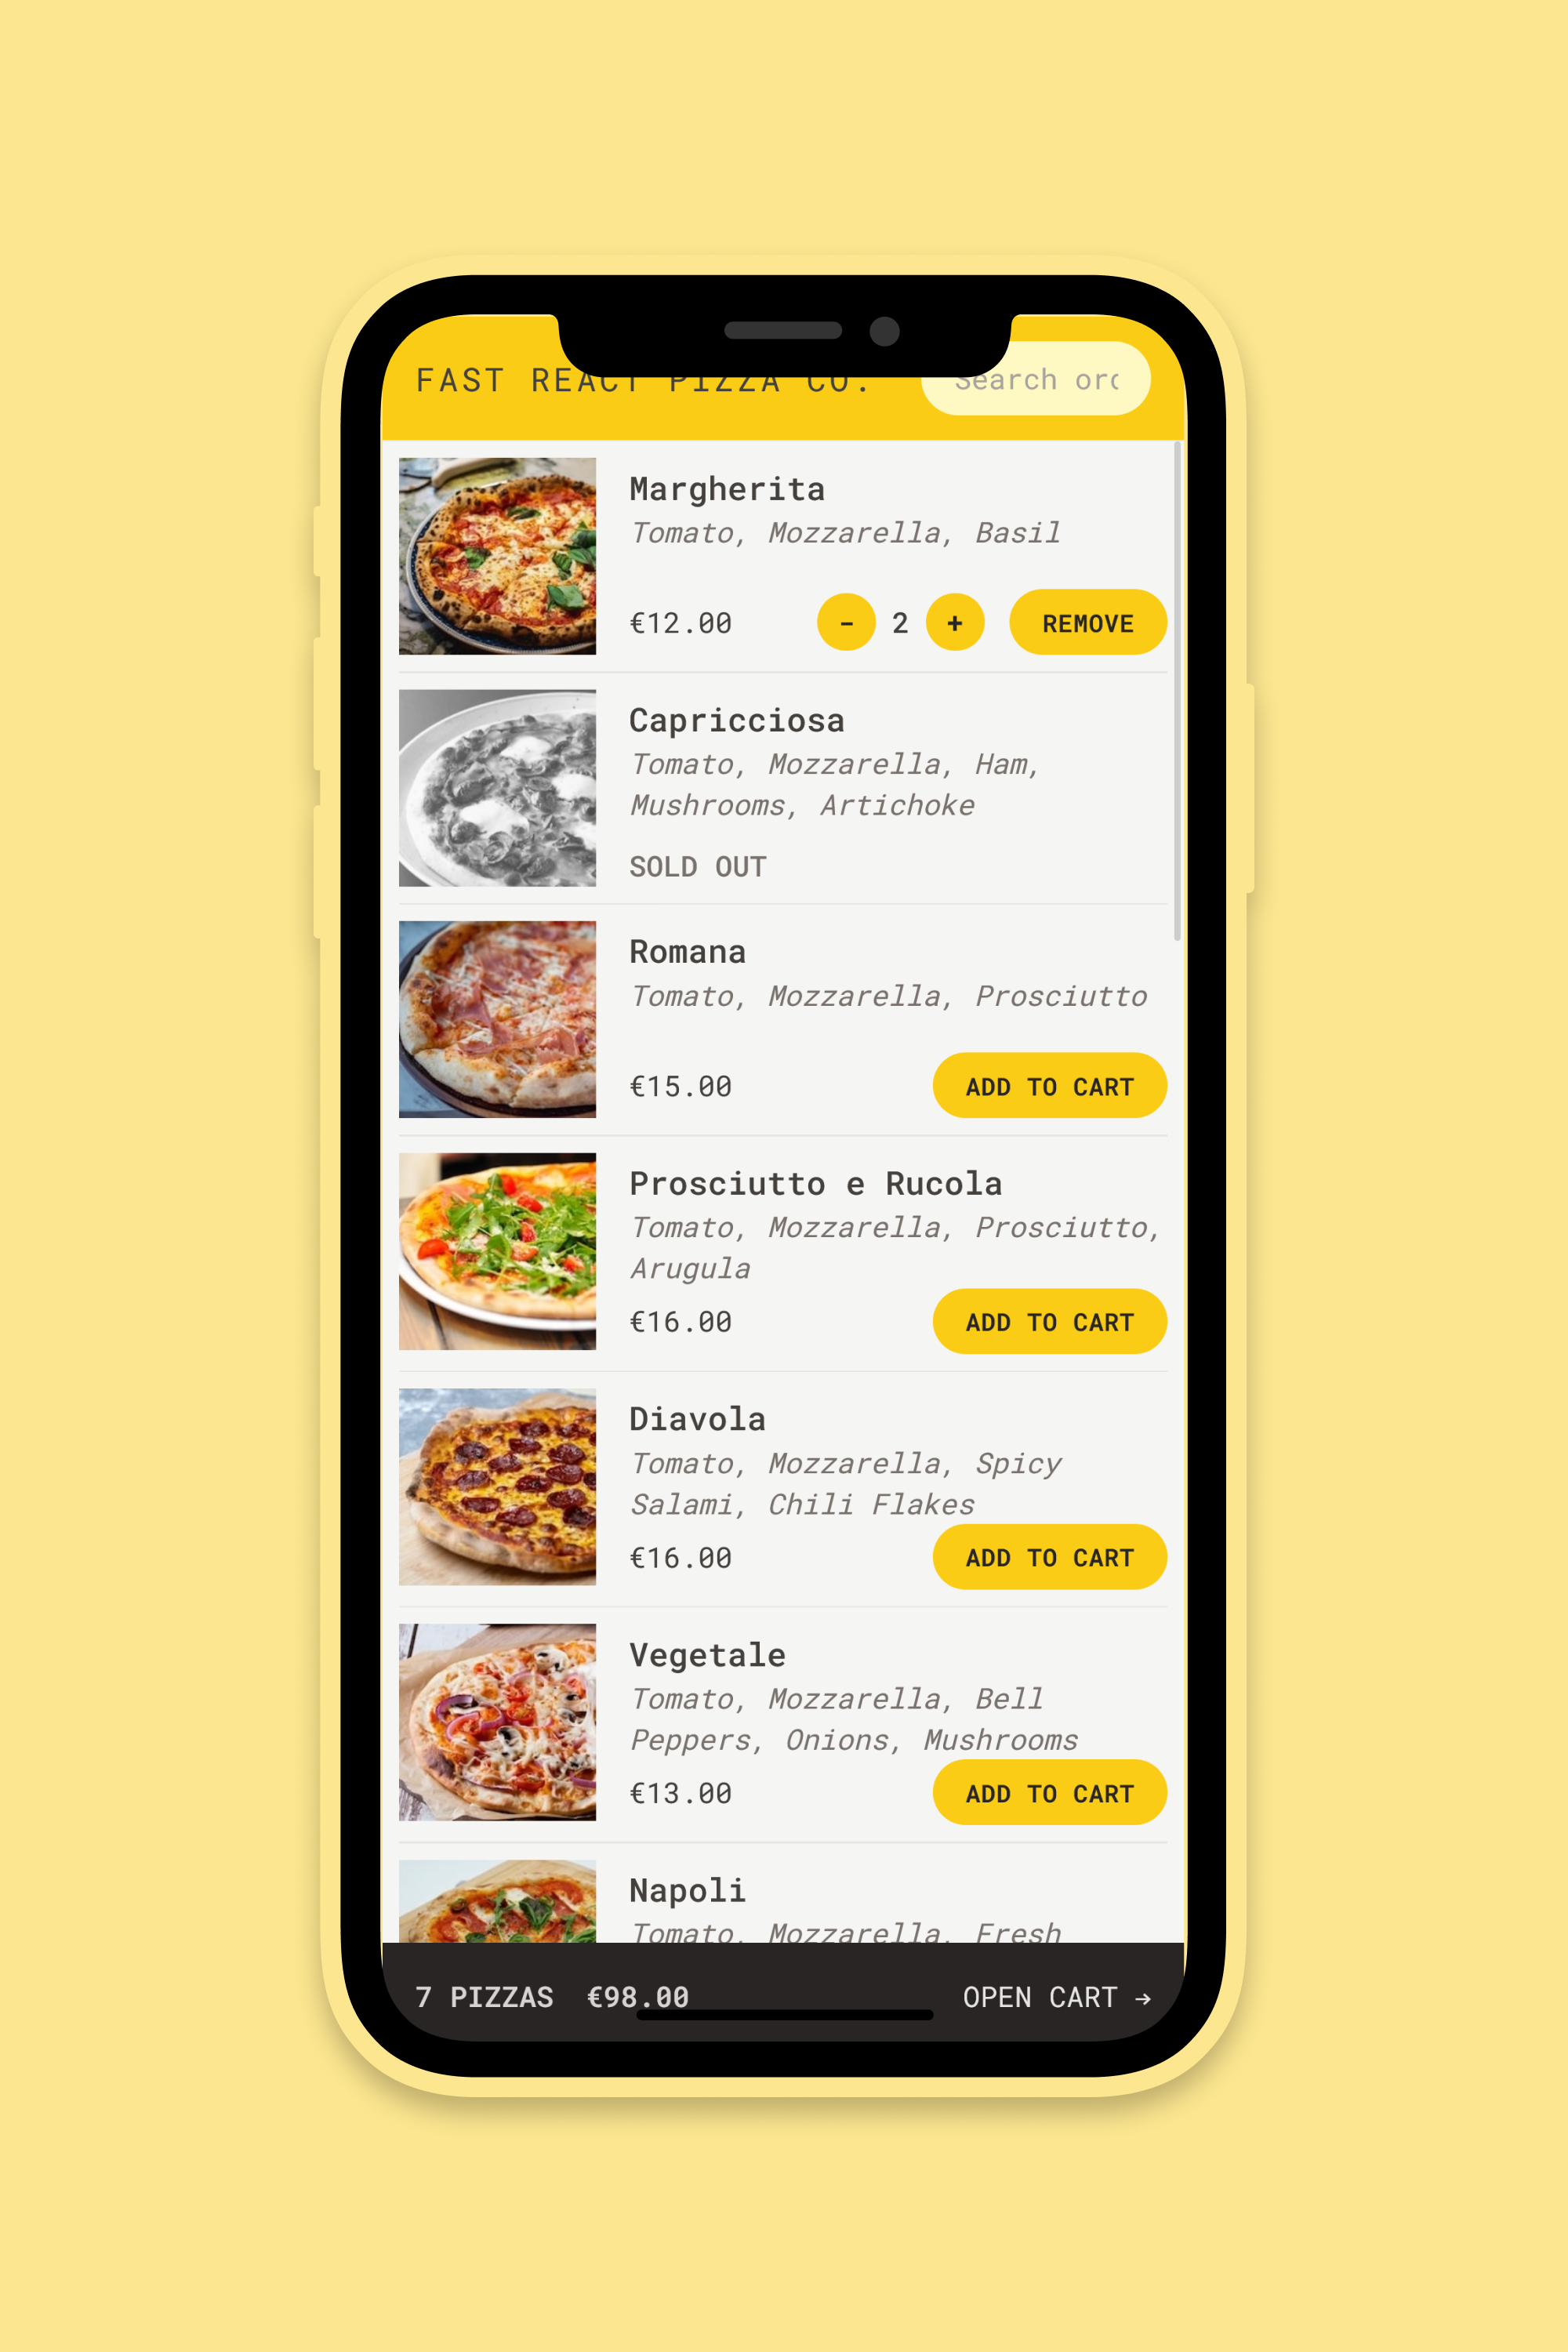 FAST REACT PIZZA CO.
Search ord
Margherita
Tomato, Mozzarella, Basil
€12.00 - 2 + REMOVE
Capricciosa
Tomato, Mozzarella, Ham,
Mushrooms, Artichoke
SOLD OUT
Romana
Tomato, Mozzarella, Prosciutto
€15.00 ADD TO CART
Prosciutto e Rucola
Tomato, Mozzarella, Prosciutto,
Arugula
€16.00 ADD TO CART
Diavola
Tomato, Mozzarella, Spicy
Salami, Chili Flakes
€16.00 ADD TO CART
Vegetale
Tomato, Mozzarella, Bell
Peppers, Onions, Mushrooms
€13.00 ADD TO CART
Napoli
Tomato, Mozzarella, Fresh
7 PIZZAS €98.00 OPEN CART →